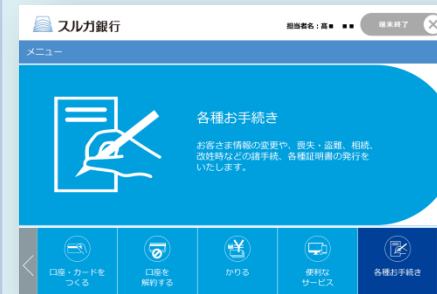 スルガ銀行
担当者名：高■ ■■
端末終了
メニュー
各種お手続き
お客さま情報の変更や、喪失・盗難、相続、
改姓時などの諸手続、各種証明書の発行を
いたします。
口座・カードを
つくる
口座を
解約する
かりる
便利な
サービス
各種お手続き